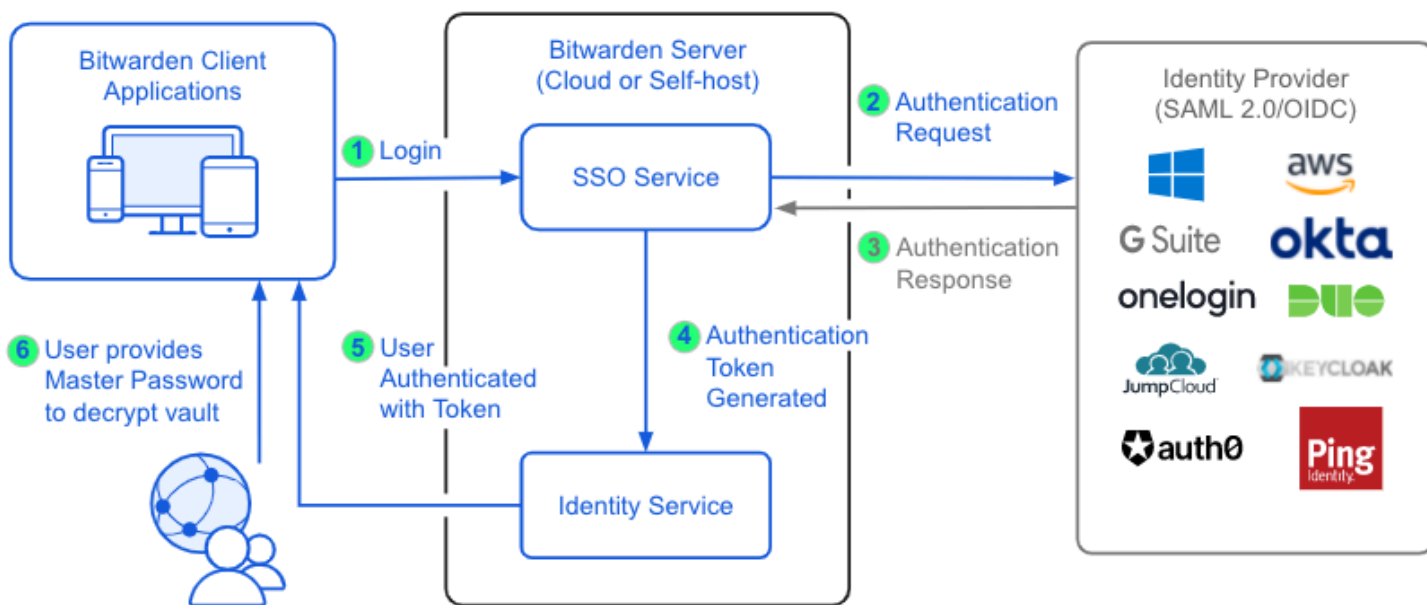 Bitwarden Client
Applications
Bitwarden Server
(Cloud or Self-host)
Identity Provider
(SAML 2.0/OIDC)
1 Login
SSO Service
2 Authentication
Request
3 Authentication
Response
aws
G Suite
okta
onelogin
DUO
JumpCloud
KEYCLOAK
auth0
Ping
Identity.
4 Authentication
Token
Generated
5 User
Authenticated
with Token
6 User provides
Master Password
to decrypt vault
Identity Service